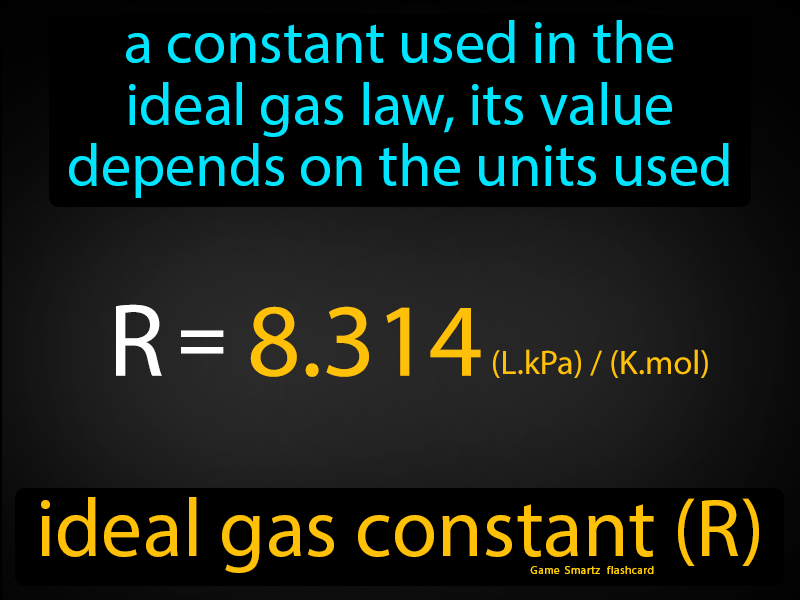 a constant used in the
ideal gas law, its value
depends on the units used
R = 8.314 (L.kPa) / (K.mol)
ideal gas constant (R)
Game Smartz flashcard